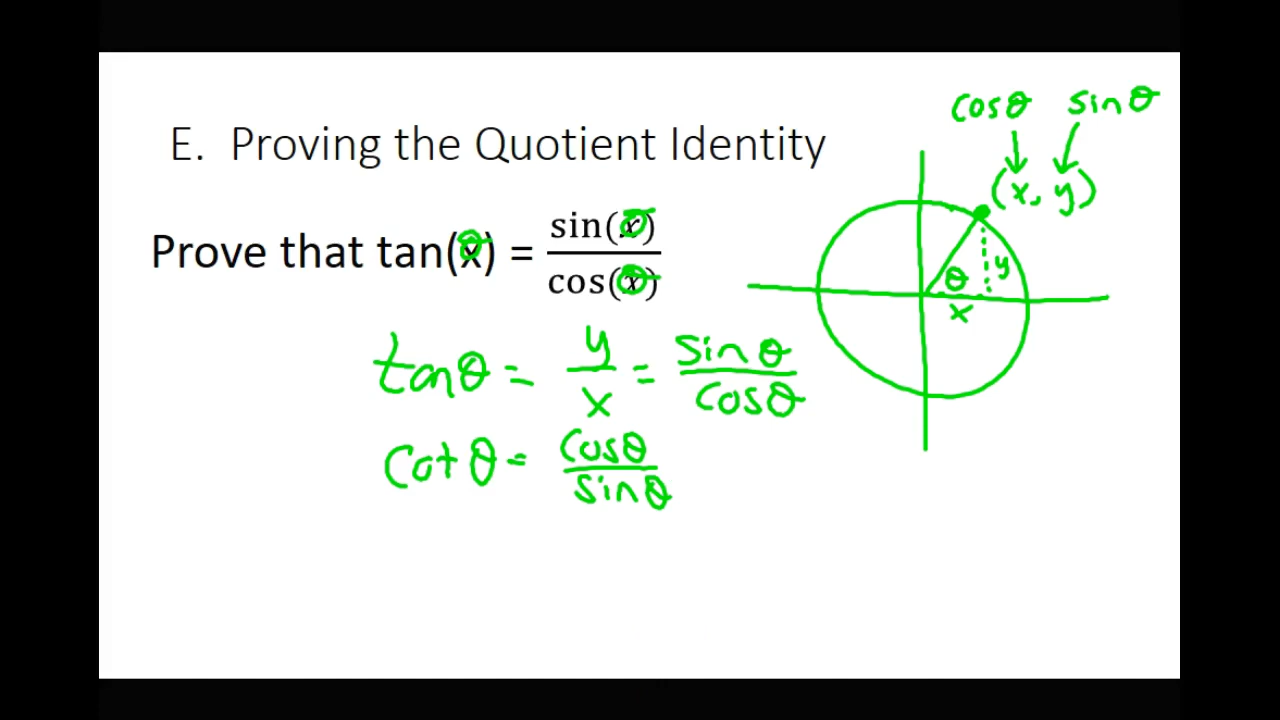 E. Proving the Quotient Identity
cosθ sinθ
(x, y)
Prove that tan(θ) = sin(θ)/cos(θ)
θ y
x
tanθ = y/x = sinθ/cosθ
cotθ = cosθ/sinθ